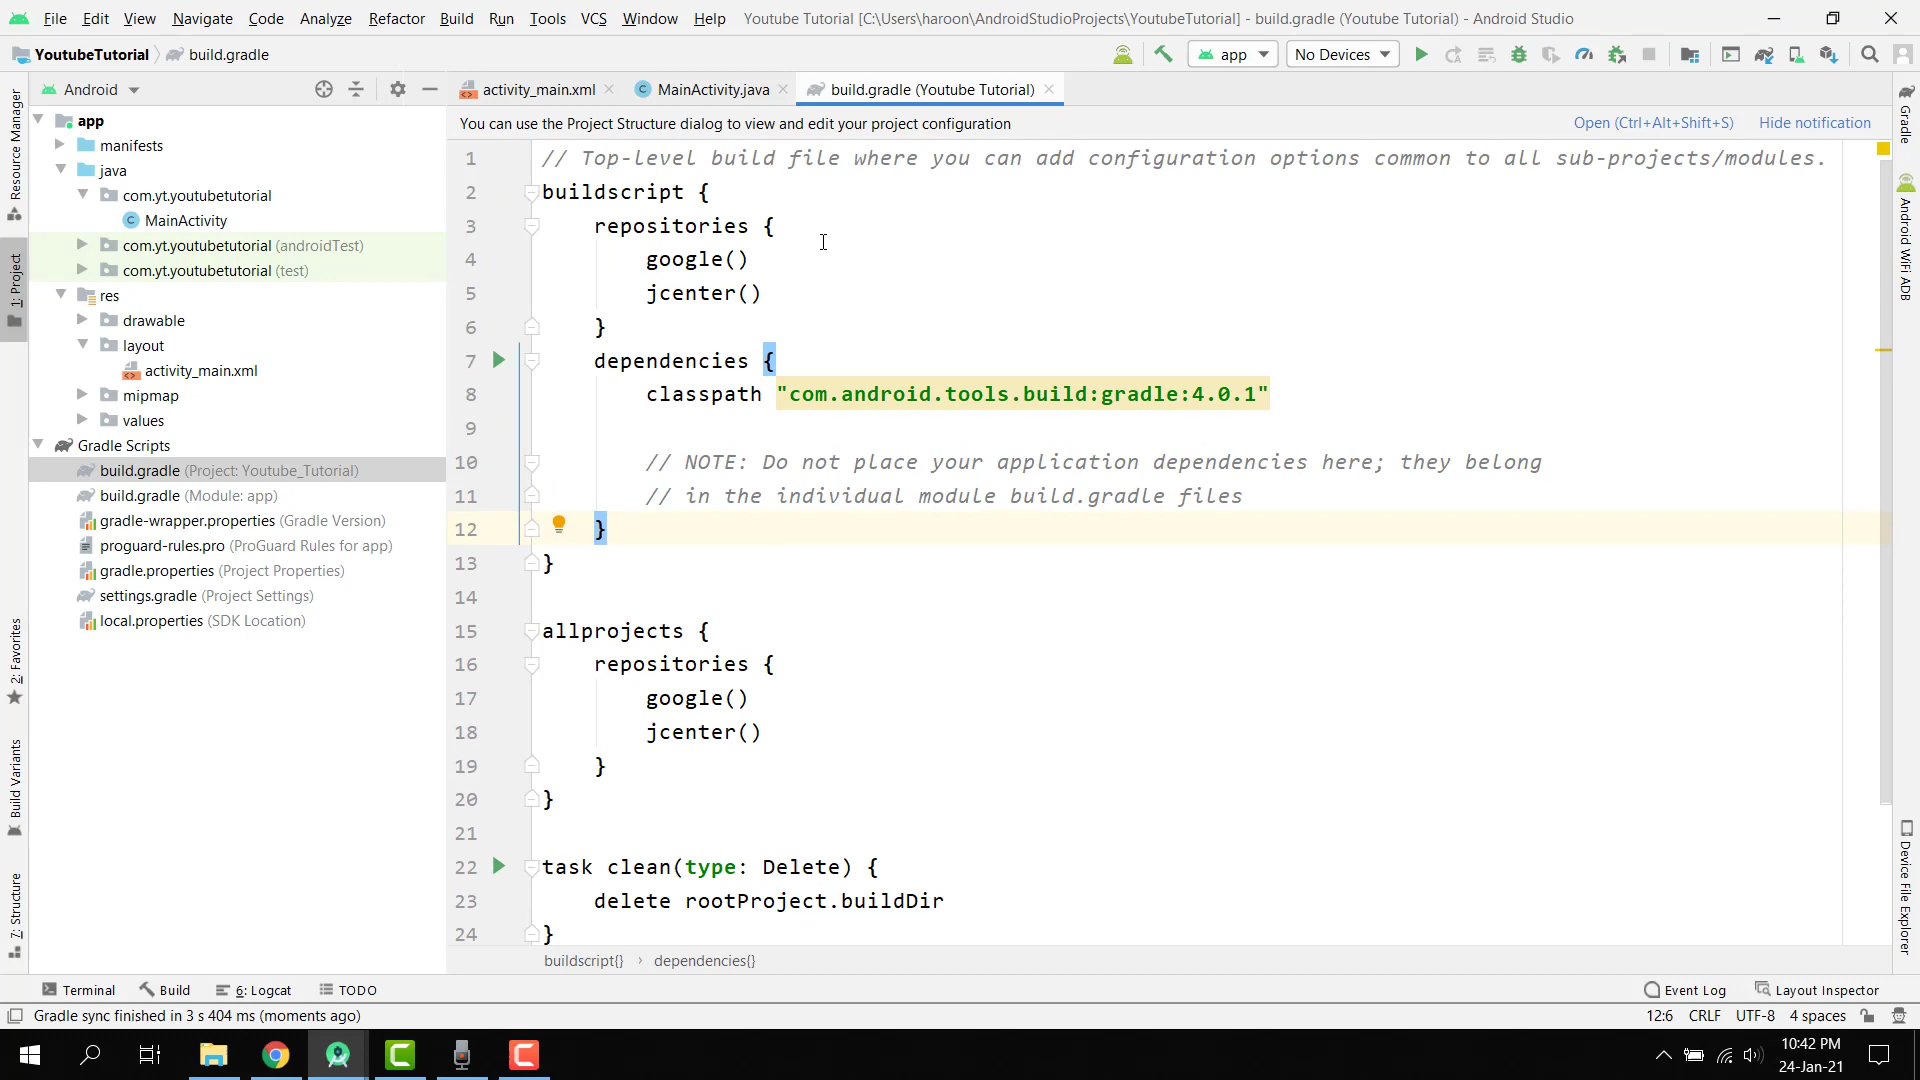 File Edit View Navigate Code Analyze Refactor Build Run Tools VCS Window Help Youtube Tutorial [C:\Users\haroon\AndroidStudioProjects\YoutubeTutorial] - build.gradle (Youtube Tutorial) - Android Studio
YoutubeTutorial build.gradle app No Devices
Android activity_main.xml MainActivity.java build.gradle (Youtube Tutorial)
You can use the Project Structure dialog to view and edit your project configuration Open (Ctrl+Alt+Shift+S) Hide notification
Resource Manager
1: Project
2: Favorites
Build Variants
7: Structure
app
manifests
java
com.yt.youtubetutorial
MainActivity
com.yt.youtubetutorial (androidTest)
com.yt.youtubetutorial (test)
res
drawable
layout
activity_main.xml
mipmap
values
Gradle Scripts
build.gradle (Project: Youtube_Tutorial)
build.gradle (Module: app)
gradle-wrapper.properties (Gradle Version)
proguard-rules.pro (ProGuard Rules for app)
gradle.properties (Project Properties)
settings.gradle (Project Settings)
local.properties (SDK Location)
1 // Top-level build file where you can add configuration options common to all sub-projects/modules.
2 buildscript {
3 repositories {
4 google()
5 jcenter()
6 }
7 dependencies {
8 classpath "com.android.tools.build:gradle:4.0.1"
9
10 // NOTE: Do not place your application dependencies here; they belong
11 // in the individual module build.gradle files
12 }
13 }
14
15 allprojects {
16 repositories {
17 google()
18 jcenter()
19 }
20 }
21
22 task clean(type: Delete) {
23 delete rootProject.buildDir
24 }
buildscript{} › dependencies{}
Gradle
Android WiFi ADB
Device File Explorer
Terminal Build 6: Logcat TODO Event Log Layout Inspector
Gradle sync finished in 3 s 404 ms (moments ago) 12:6 CRLF UTF-8 4 spaces
10:42 PM
24-Jan-21